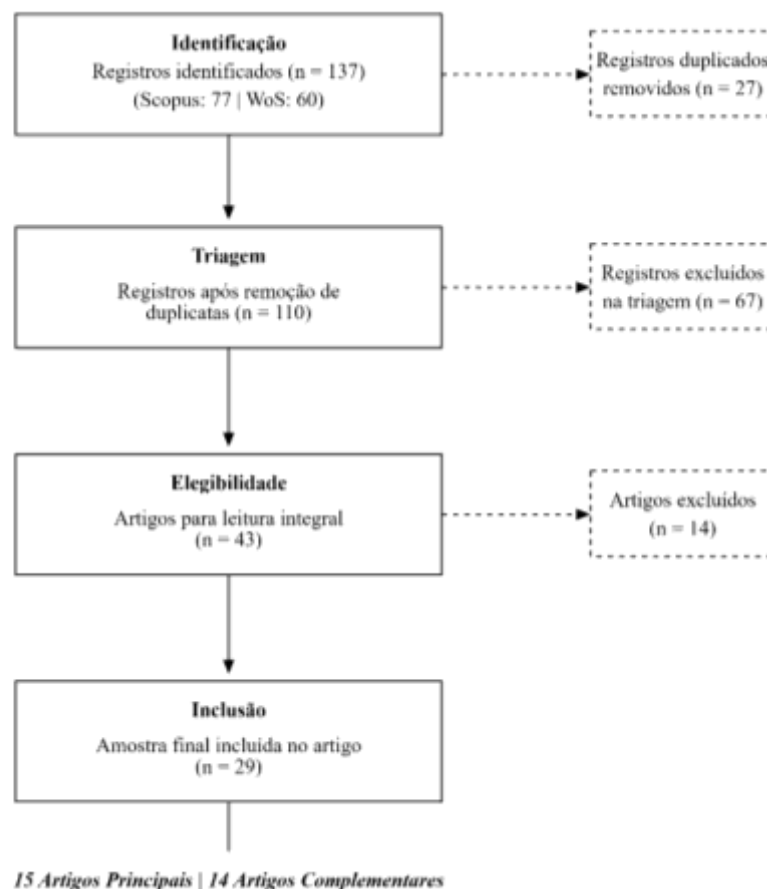 Identificação
Registros identificados (n = 137)
(Scopus: 77 | WoS: 60)
Registros duplicados
removidos (n = 27)
Triagem
Registros após remoção de
duplicatas (n = 110)
Registros excluídos
na triagem (n = 67)
Elegibilidade
Artigos para leitura integral
(n = 43)
Artigos excluídos
(n = 14)
Inclusão
Amostra final incluída no artigo
(n = 29)
15 Artigos Principais | 14 Artigos Complementares